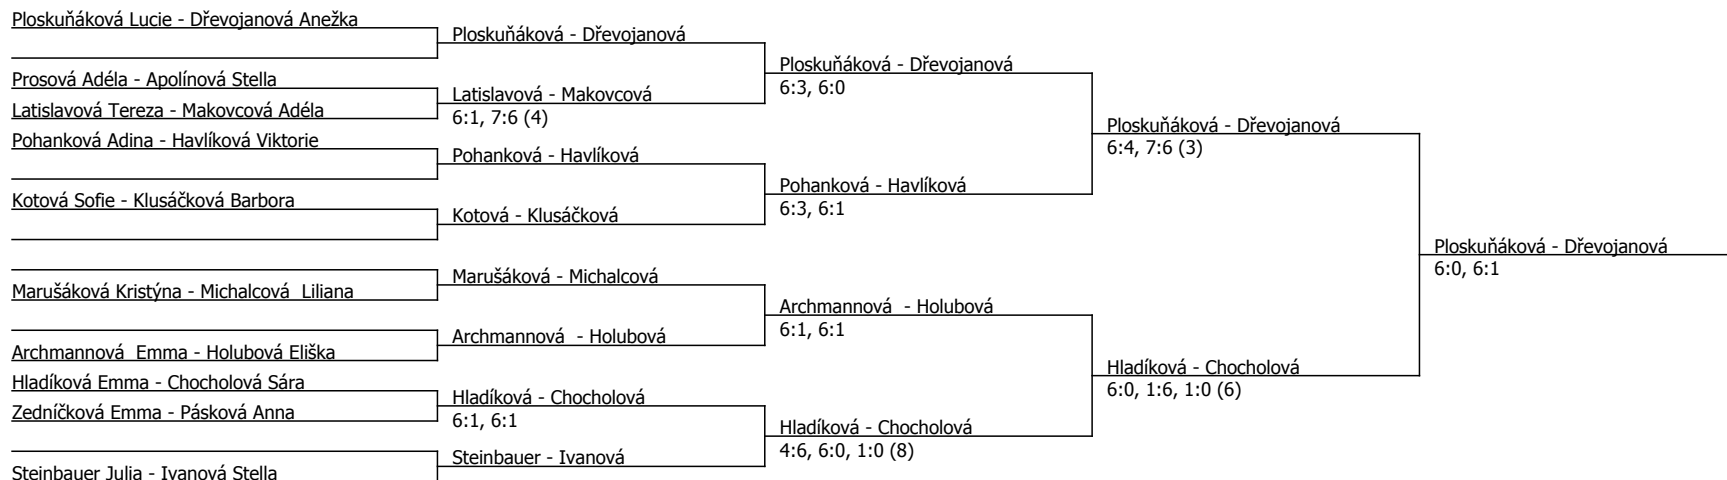 Ploskuňáková Lucie - Dřevojanová Anežka
Prosová Adéla - Apolínová Stella
Latislavová Tereza - Makovcová Adéla
Pohanková Adina - Havlíková Viktorie
Kotová Sofie - Klusáčková Barbora
Marušáková Kristýna - Michalcová  Liliana
Archmannová  Emma - Holubová Eliška
Hladíková Emma - Chocholová Sára
Zedníčková Emma - Pásková Anna
Steinbauer Julia - Ivanová Stella
Ploskuňáková - Dřevojanová
Latislavová - Makovcová
6:1, 7:6 (4)
Pohanková - Havlíková
Kotová - Klusáčková
Marušáková - Michalcová
Archmannová  - Holubová
Hladíková - Chocholová
6:1, 6:1
Steinbauer - Ivanová
Ploskuňáková - Dřevojanová
6:3, 6:0
Pohanková - Havlíková
6:3, 6:1
Archmannová  - Holubová
6:1, 6:1
Hladíková - Chocholová
4:6, 6:0, 1:0 (8)
Ploskuňáková - Dřevojanová
6:4, 7:6 (3)
Hladíková - Chocholová
6:0, 1:6, 1:0 (6)
Ploskuňáková - Dřevojanová
6:0, 6:1